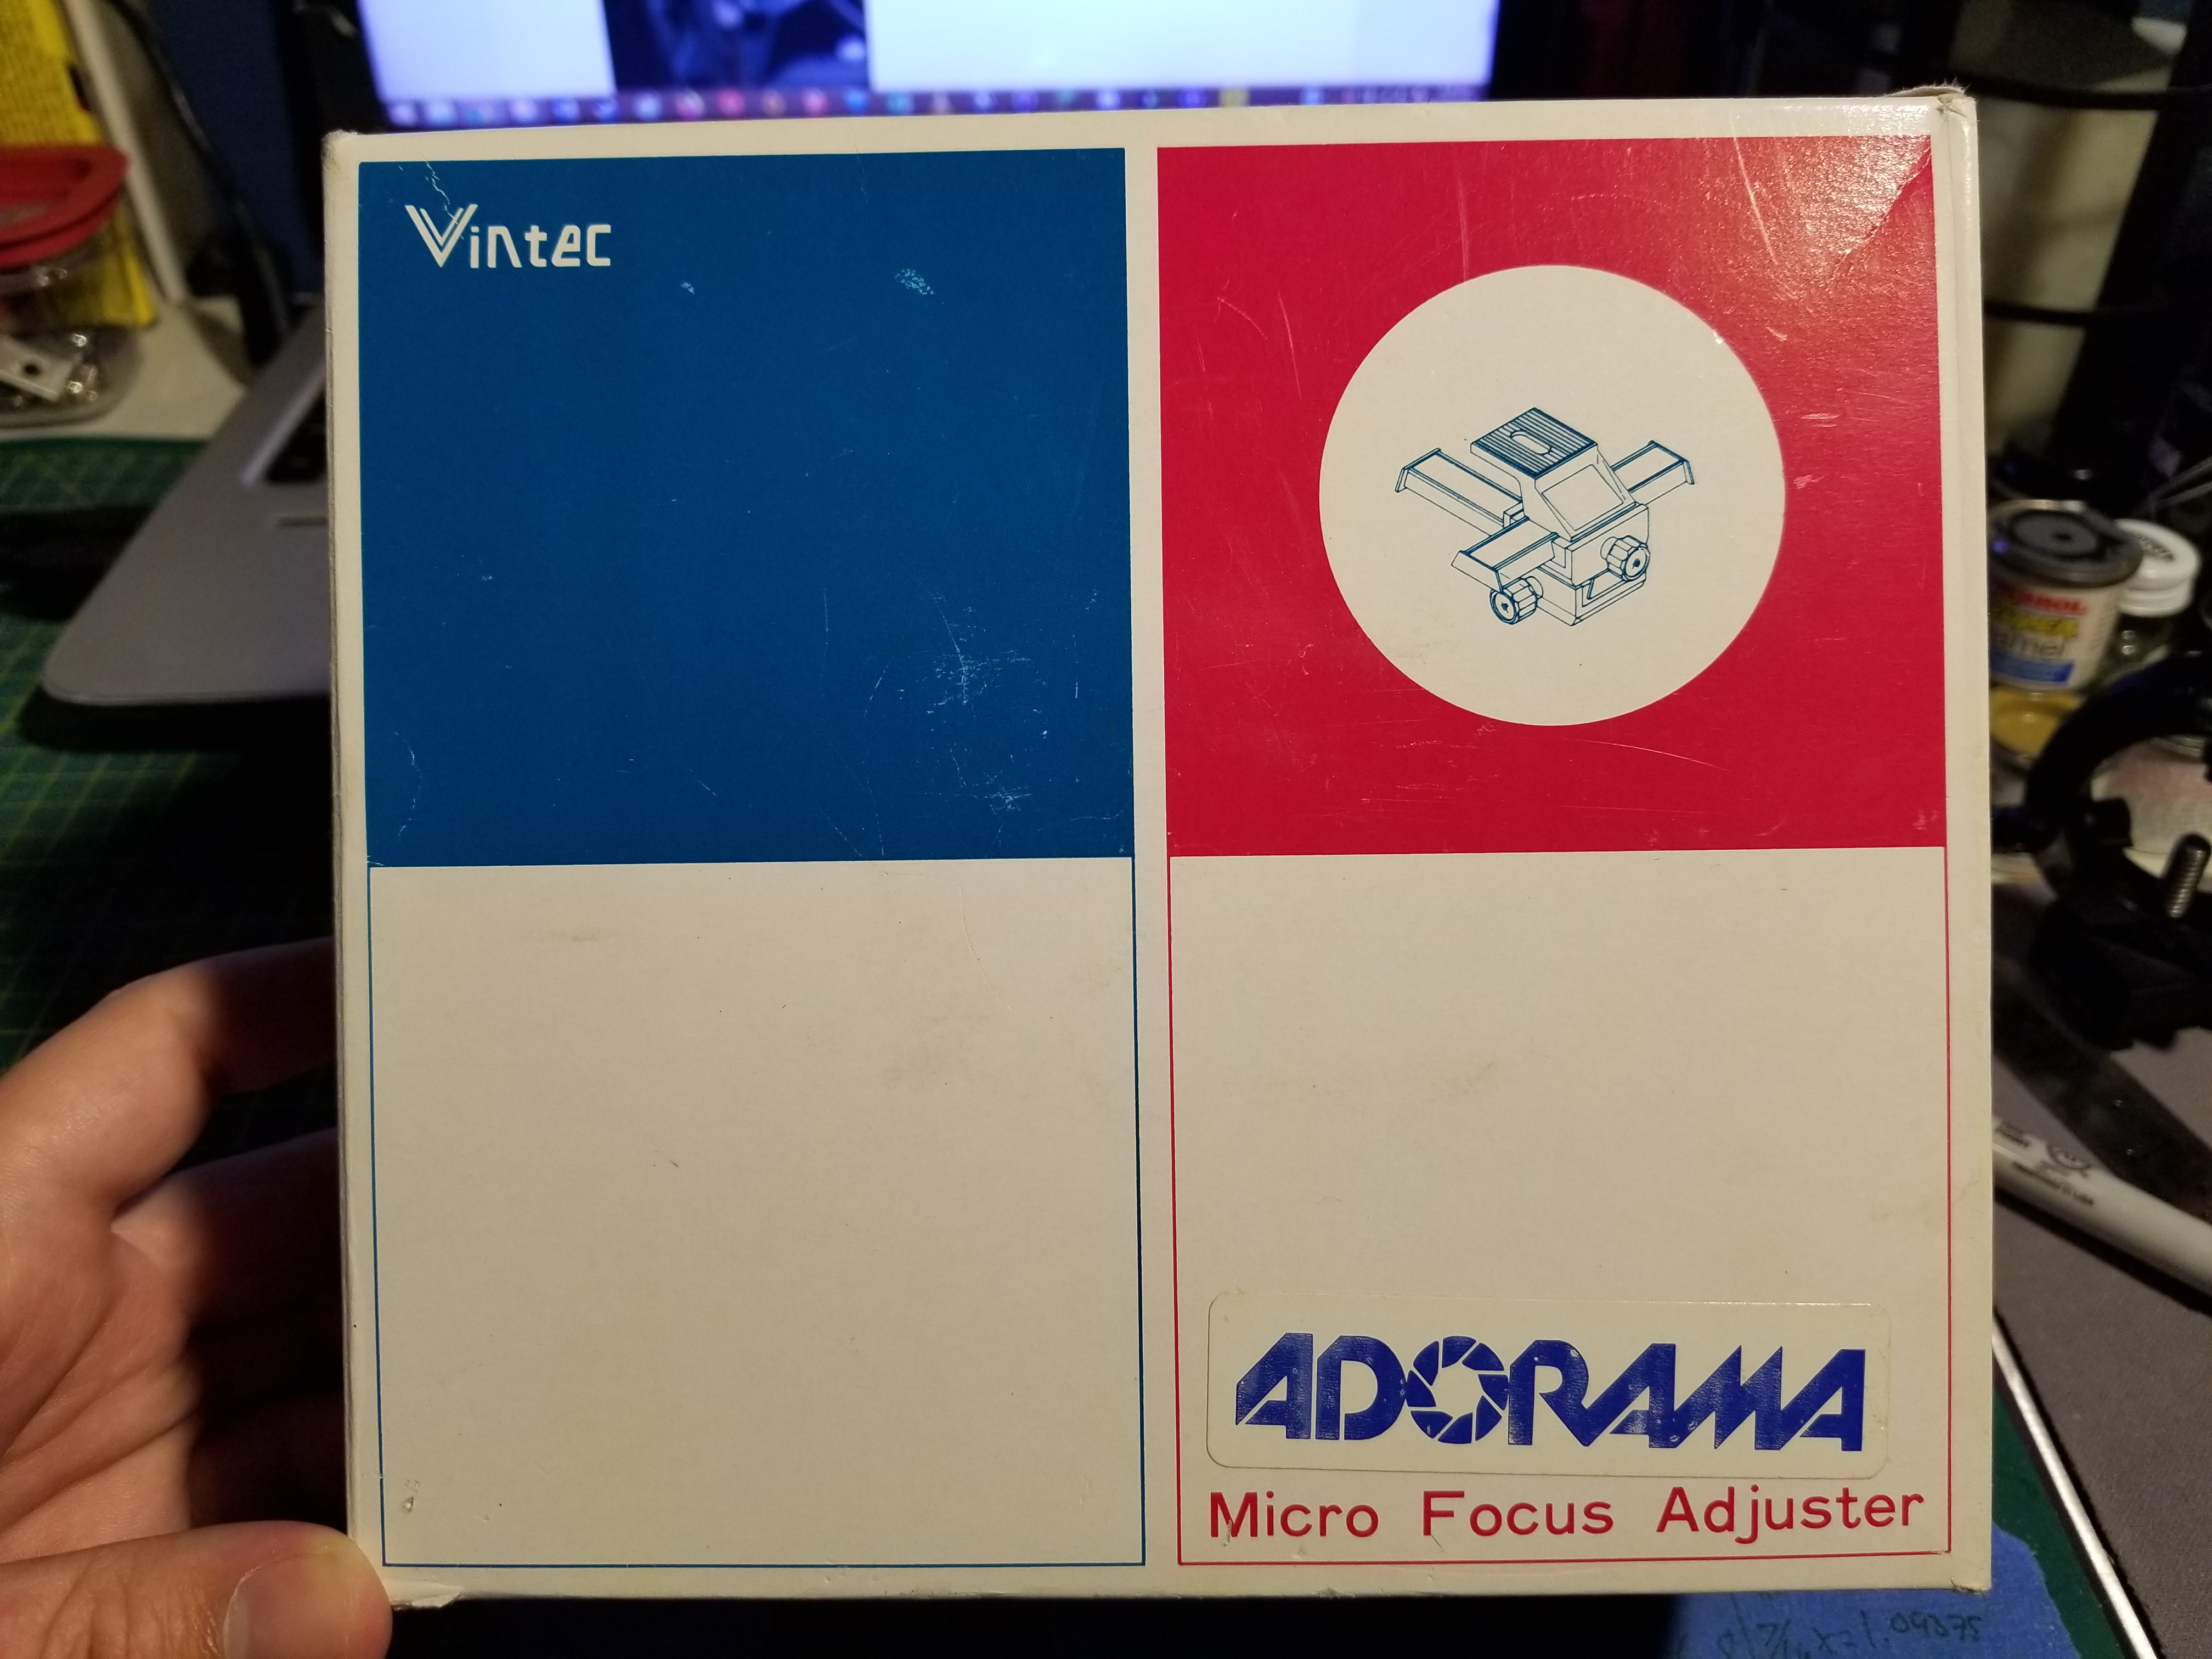 Vintec
ADORAMA
Micro Focus Adjuster